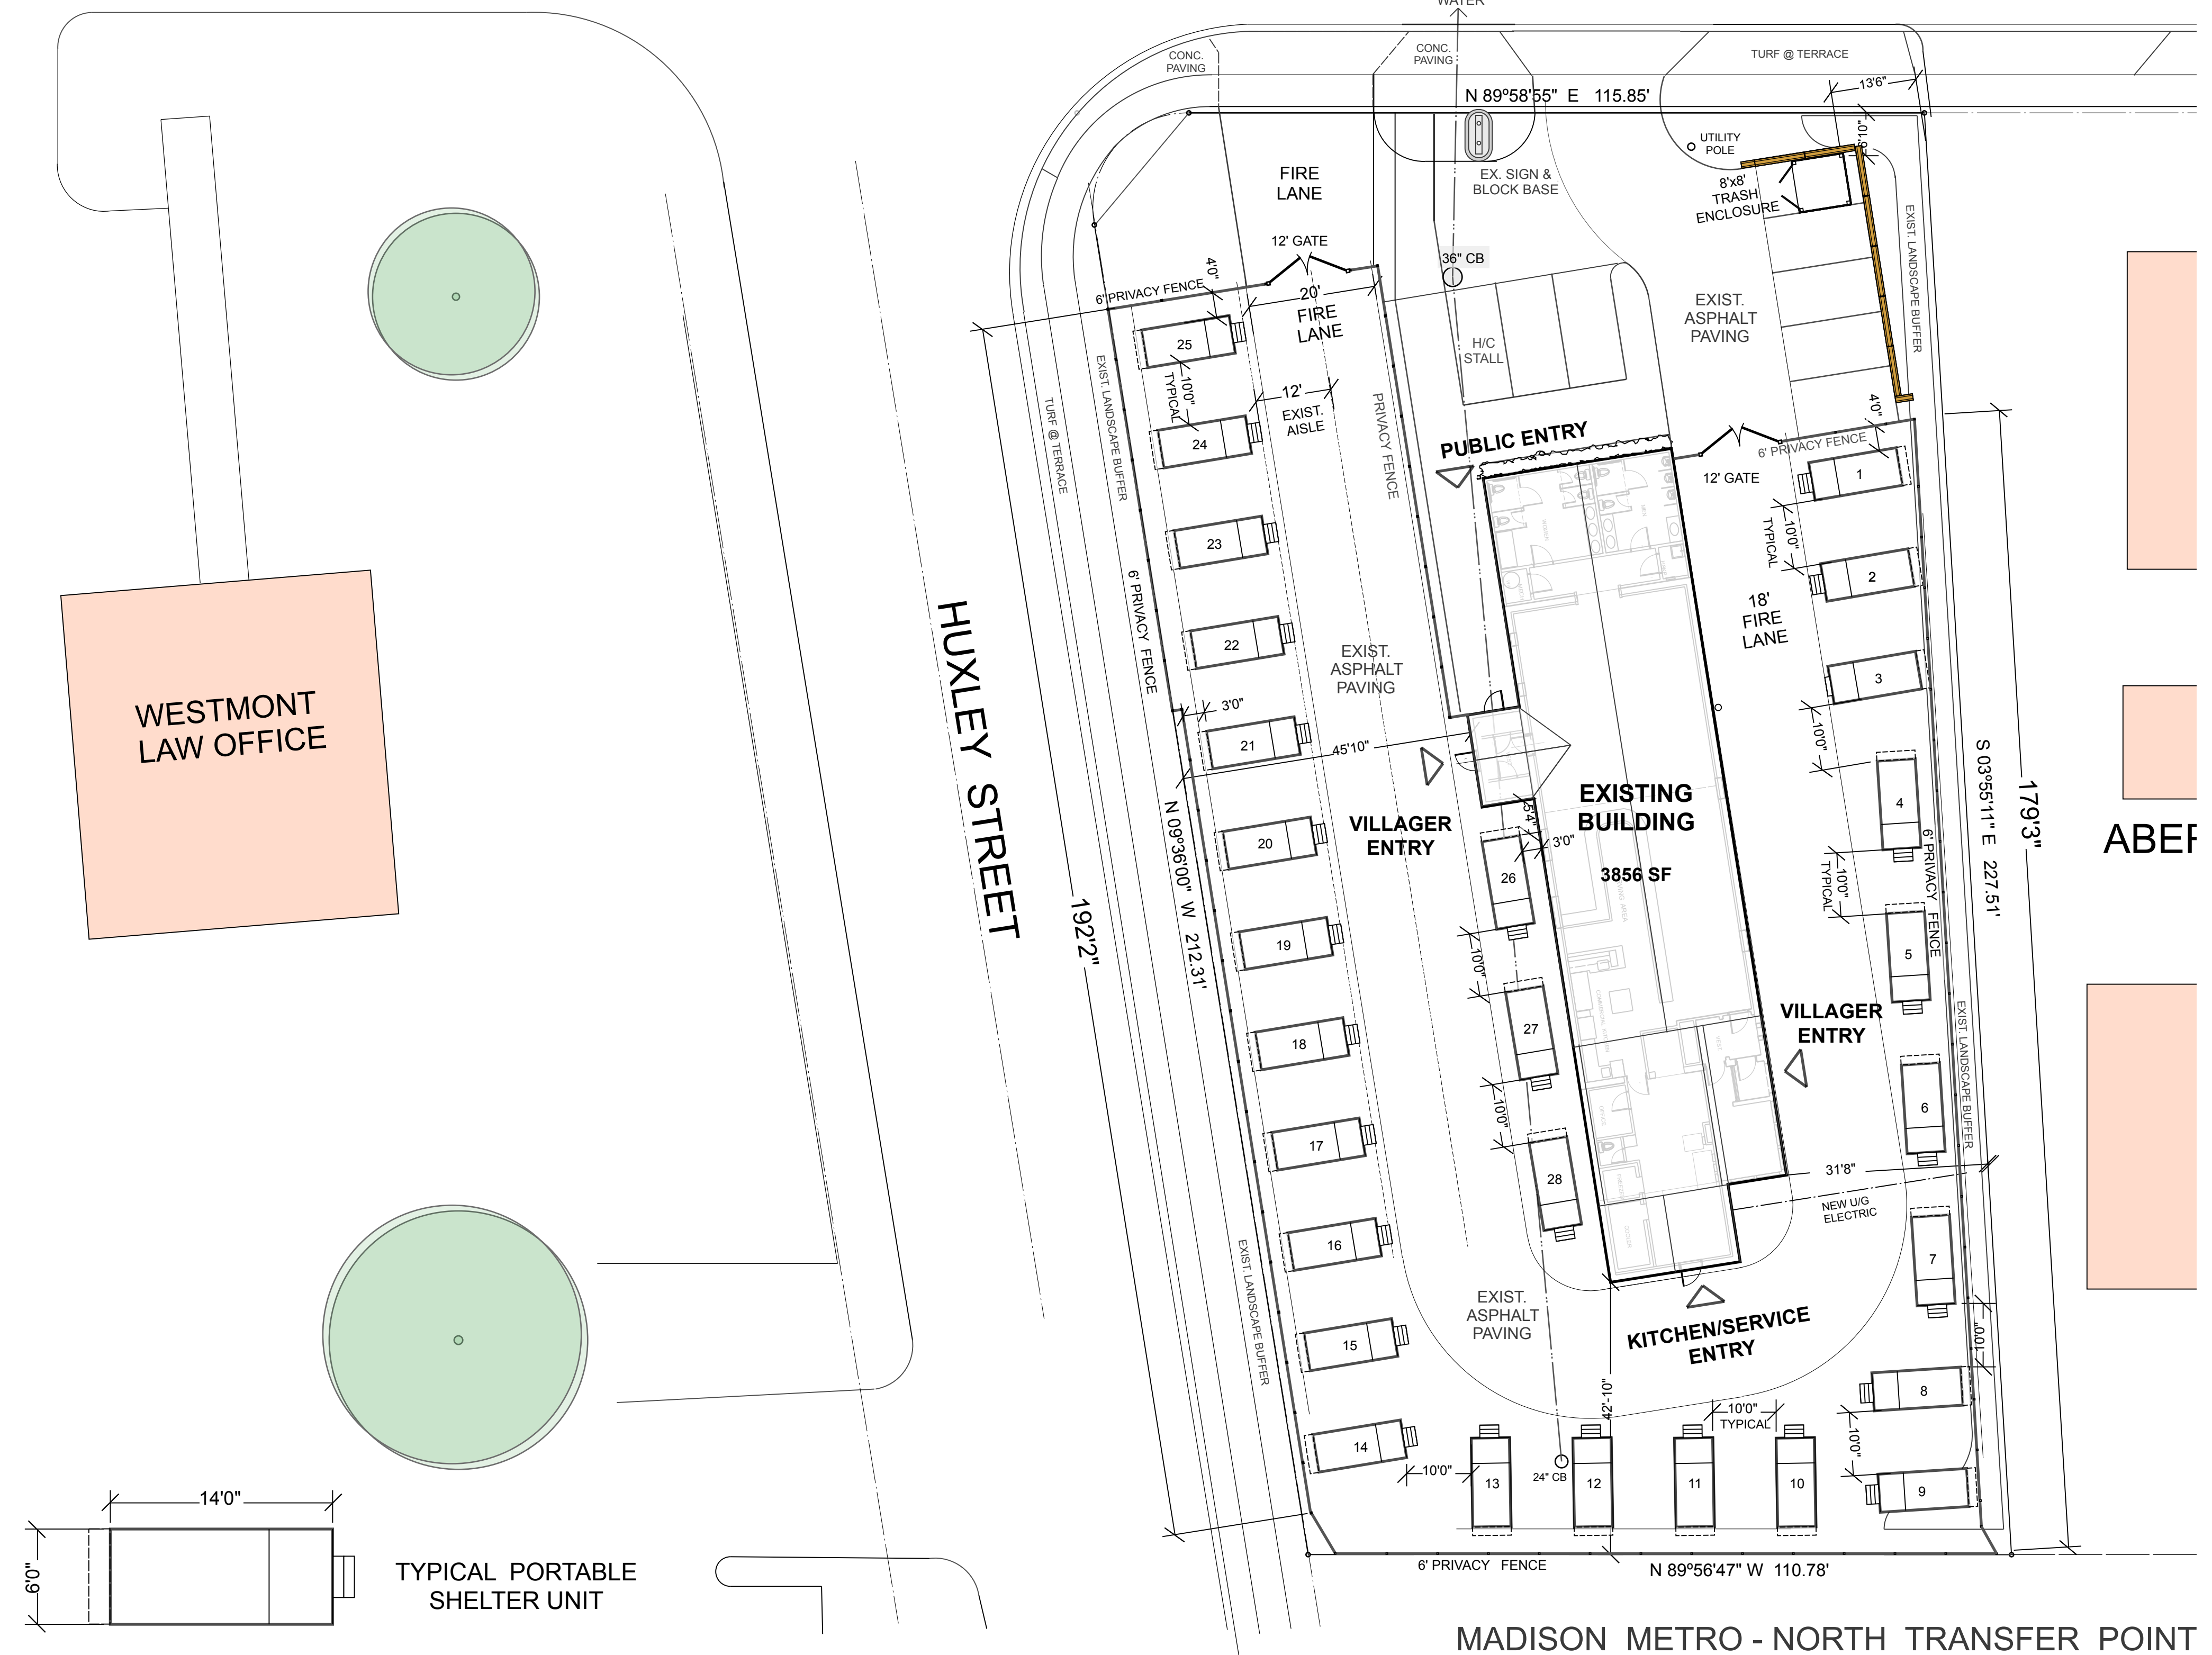 WATER
CONC.
PAVING
CONC.
PAVING
TURF @ TERRACE
13'6"
N 89º58'55" E 115.85'
UTILITY
POLE
FIRE
LANE
EX. SIGN &
BLOCK BASE
8'x8'
TRASH
ENCLOSURE
EXIST. LANDSCAPE BUFFER
12' GATE
36" CB
4'0"
6' PRIVACY FENCE
20'
FIRE
LANE
EXIST.
ASPHALT
PAVING
H/C
STALL
25
10'0"
TYPICAL
12'
EXIST.
AISLE
24
EXIST. LANDSCAPE BUFFER
TURF @ TERRACE
PRIVACY FENCE
PUBLIC ENTRY
4'0"
6' PRIVACY FENCE
12' GATE
1
10'0"
TYPICAL
WOMEN
MEN
23
2
18'
FIRE
LANE
6' PRIVACY FENCE
22
EXIST.
ASPHALT
PAVING
3
HUXLEY STREET
WESTMONT
LAW OFFICE
3'0"
21
45'10"
10'0"
S 03º55'11" E 227.51'
179'3"
EXISTING
BUILDING
3856 SF
4
ABER
VILLAGER
ENTRY
5'4"
3'0"
20
26
10'0"
TYPICAL
6' PRIVACY FENCE
N 09º36'00" W 212.31'
192'2"
19
10'0"
5
18
27
VILLAGER
ENTRY
EXIST. LANDSCAPE BUFFER
10'0"
6
17
28
31'8"
NEW U/G
ELECTRIC
OFFICE
COOLER
16
7
EXIST. LANDSCAPE BUFFER
EXIST.
ASPHALT
PAVING
KITCHEN/SERVICE
ENTRY
10'0"
15
42'-10"
8
10'0"
TYPICAL
10'0"
14
10'0"
13
24" CB
12
11
10
9
14'0"
6'0"
TYPICAL PORTABLE
SHELTER UNIT
6' PRIVACY FENCE
N 89º56'47" W 110.78'
MADISON METRO - NORTH TRANSFER POINT